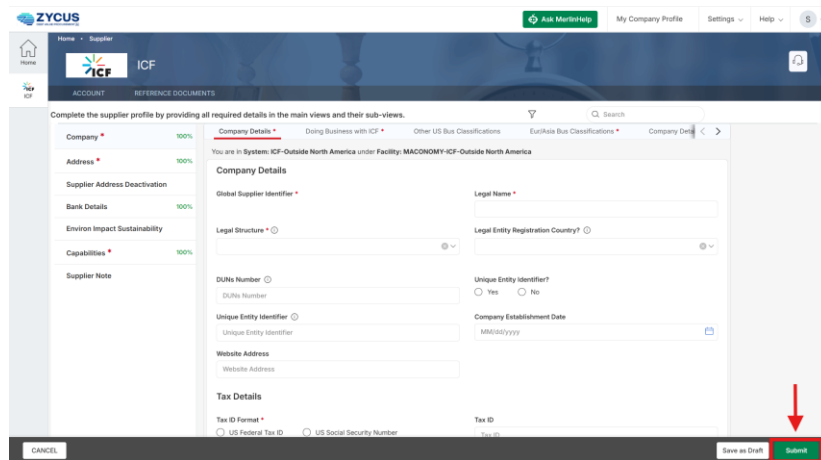 ZYCUS
Ask MerlinHelp
My Company Profile
Settings
Help
S
Home
ICF
Home • Supplier
ICF
ICF
ACCOUNT
REFERENCE DOCUMENTS
Complete the supplier profile by providing all required details in the main views and their sub-views.
Search
Company * 100%
Address * 100%
Supplier Address Deactivation
Bank Details 100%
Environ Impact Sustainability
Capabilities * 100%
Supplier Note
Company Details *
Doing Business with ICF *
Other US Bus Classifications
Eur/Asia Bus Classifications *
Company Deta
You are in System: ICF-Outside North America under Facility: MACONOMY-ICF-Outside North America
Company Details
Global Supplier Identifier *
Legal Name *
Legal Structure *
Legal Entity Registration Country?
DUNs Number
Unique Entity Identifier?
DUNs Number
Yes
No
Unique Entity Identifier
Company Establishment Date
Unique Entity Identifier
MM/dd/yyyy
Website Address
Website Address
Tax Details
Tax ID Format *
Tax ID
US Federal Tax ID
US Social Security Number
Tax ID
CANCEL
Save as Draft
Submit